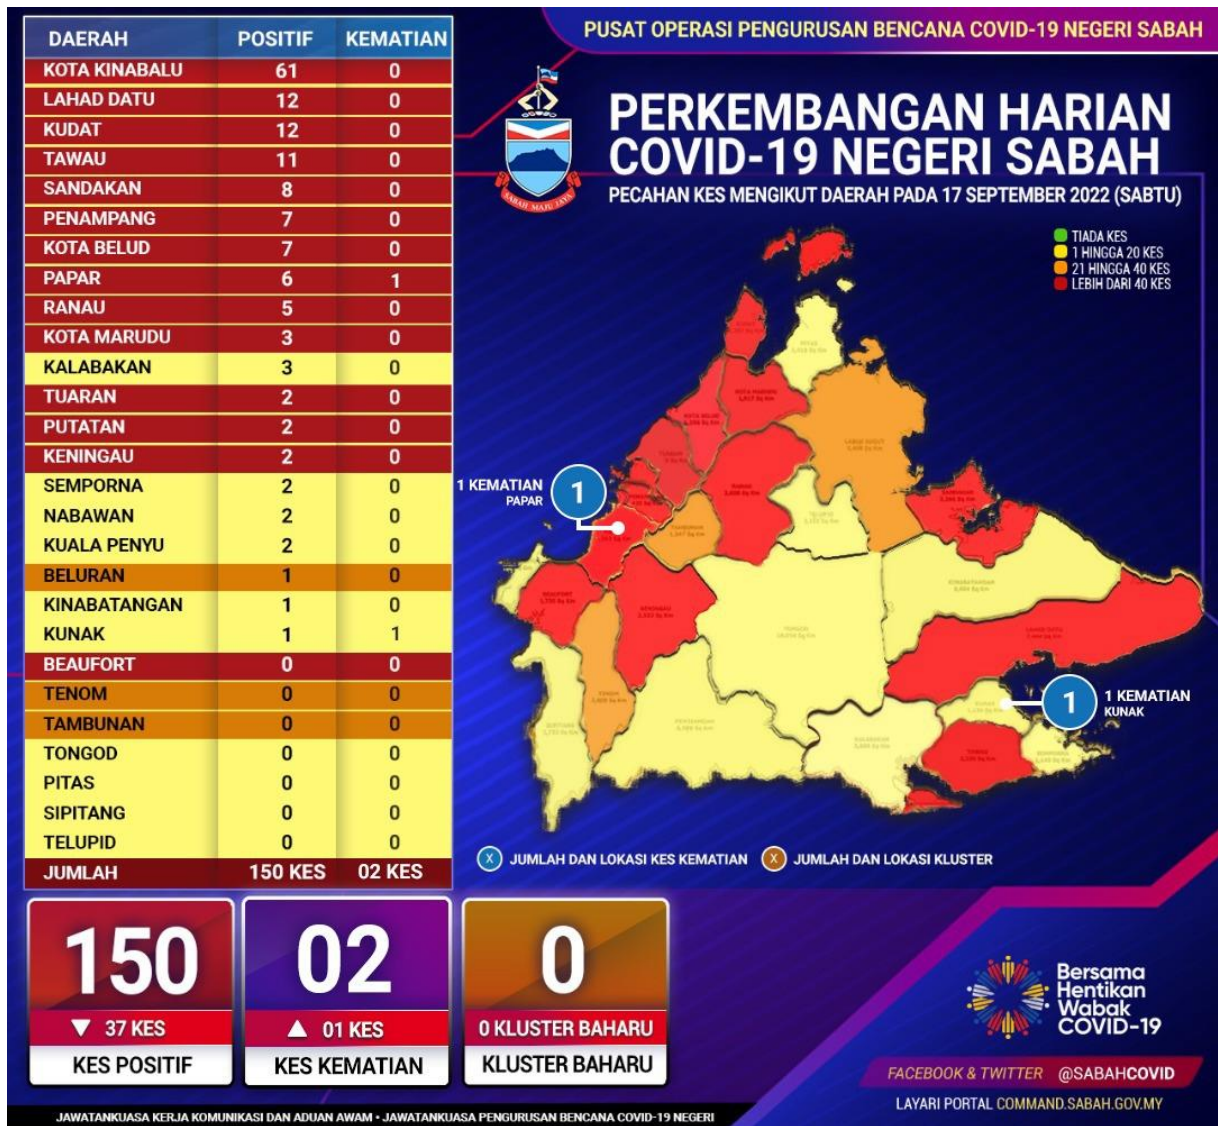 PUSAT OPERASI PENGURUSAN BENCANA COVID-19 NEGERI SABAH
PERKEMBANGAN HARIAN
COVID-19 NEGERI SABAH
PECAHAN KES MENGIKUT DAERAH PADA 17 SEPTEMBER 2022 (SABTU)
SABAH MAJU JAYA
DAERAH POSITIF KEMATIAN
KOTA KINABALU 61 0
LAHAD DATU 12 0
KUDAT 12 0
TAWAU 11 0
SANDAKAN 8 0
PENAMPANG 7 0
KOTA BELUD 7 0
PAPAR 6 1
RANAU 5 0
KOTA MARUDU 3 0
KALABAKAN 3 0
TUARAN 2 0
PUTATAN 2 0
KENINGAU 2 0
SEMPORNA 2 0
NABAWAN 2 0
KUALA PENYU 2 0
BELURAN 1 0
KINABATANGAN 1 0
KUNAK 1 1
BEAUFORT 0 0
TENOM 0 0
TAMBUNAN 0 0
TONGOD 0 0
PITAS 0 0
SIPITANG 0 0
TELUPID 0 0
JUMLAH 150 KES 02 KES
TIADA KES
1 HINGGA 20 KES
21 HINGGA 40 KES
LEBIH DARI 40 KES
1 KEMATIAN
PAPAR
1
1
1 KEMATIAN
KUNAK
X JUMLAH DAN LOKASI KES KEMATIAN
X JUMLAH DAN LOKASI KLUSTER
150
▼ 37 KES
KES POSITIF
02
▲ 01 KES
KES KEMATIAN
0
0 KLUSTER BAHARU
KLUSTER BAHARU
Bersama
Hentikan
Wabak
COVID-19
FACEBOOK & TWITTER @SABAHCOVID
LAYARI PORTAL COMMAND.SABAH.GOV.MY
JAWATANKUASA KERJA KOMUNIKASI DAN ADUAN AWAM • JAWATANKUASA PENGURUSAN BENCANA COVID-19 NEGERI